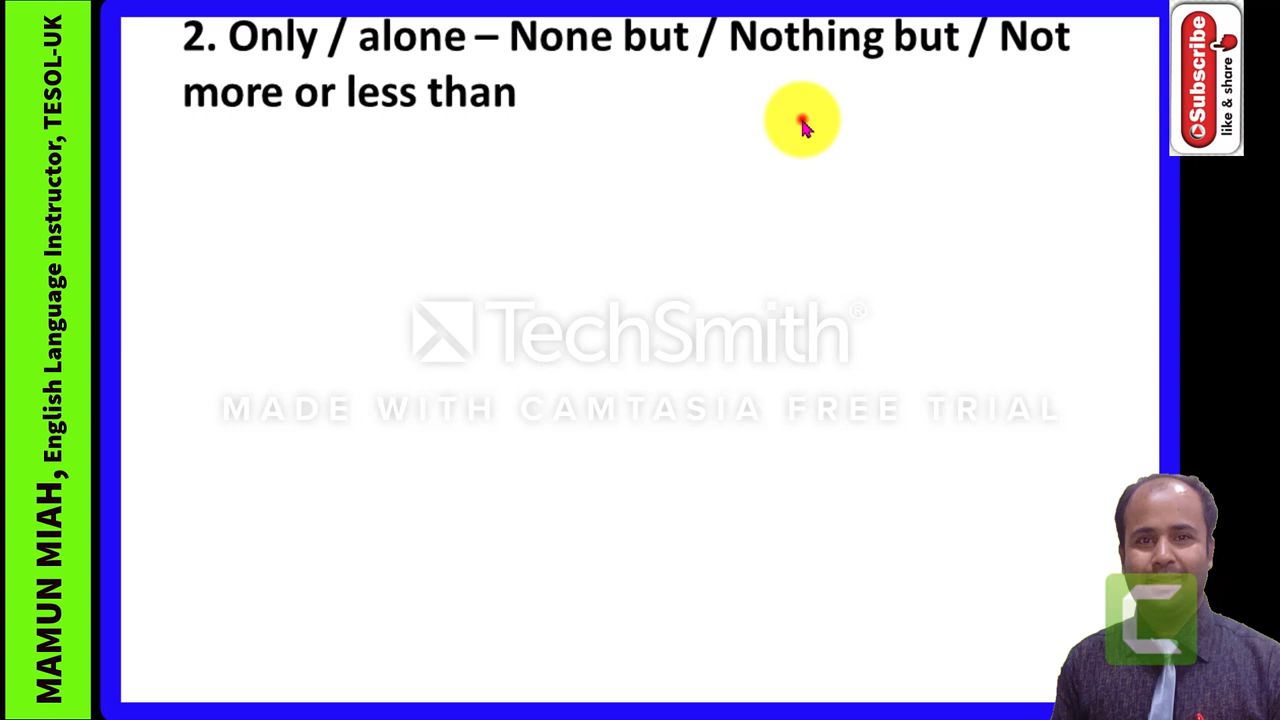 2. Only / alone – None but / Nothing but / Not
more or less than
Subscribe
like & share
MAMUN MIAH, English Language Instructor, TESOL-UK
TechSmith®
MADE WITH CAMTASIA FREE TRIAL